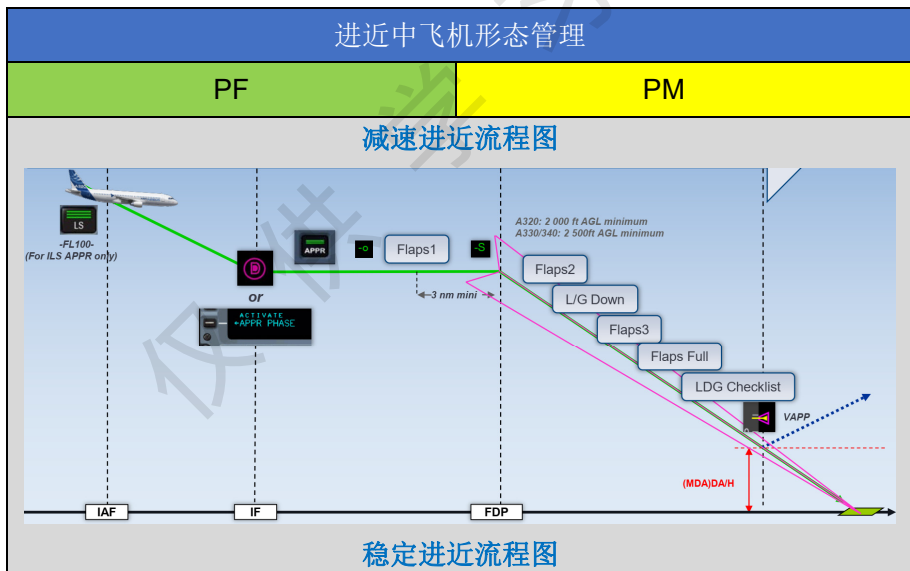 进近中飞机形态管理
PF
PM
减速进近流程图
LS
-FL100-
(For ILS APPR only)
D
or
ACTIVATE
←APPR PHASE
APPR
-o
Flaps1
-S
←3 nm mini→
A320: 2 000 ft AGL minimum
A330/340: 2 500ft AGL minimum
Flaps2
L/G Down
Flaps3
Flaps Full
LDG Checklist
VAPP
(MDA)DA/H
IAF
IF
FDP
稳定进近流程图
仅供学